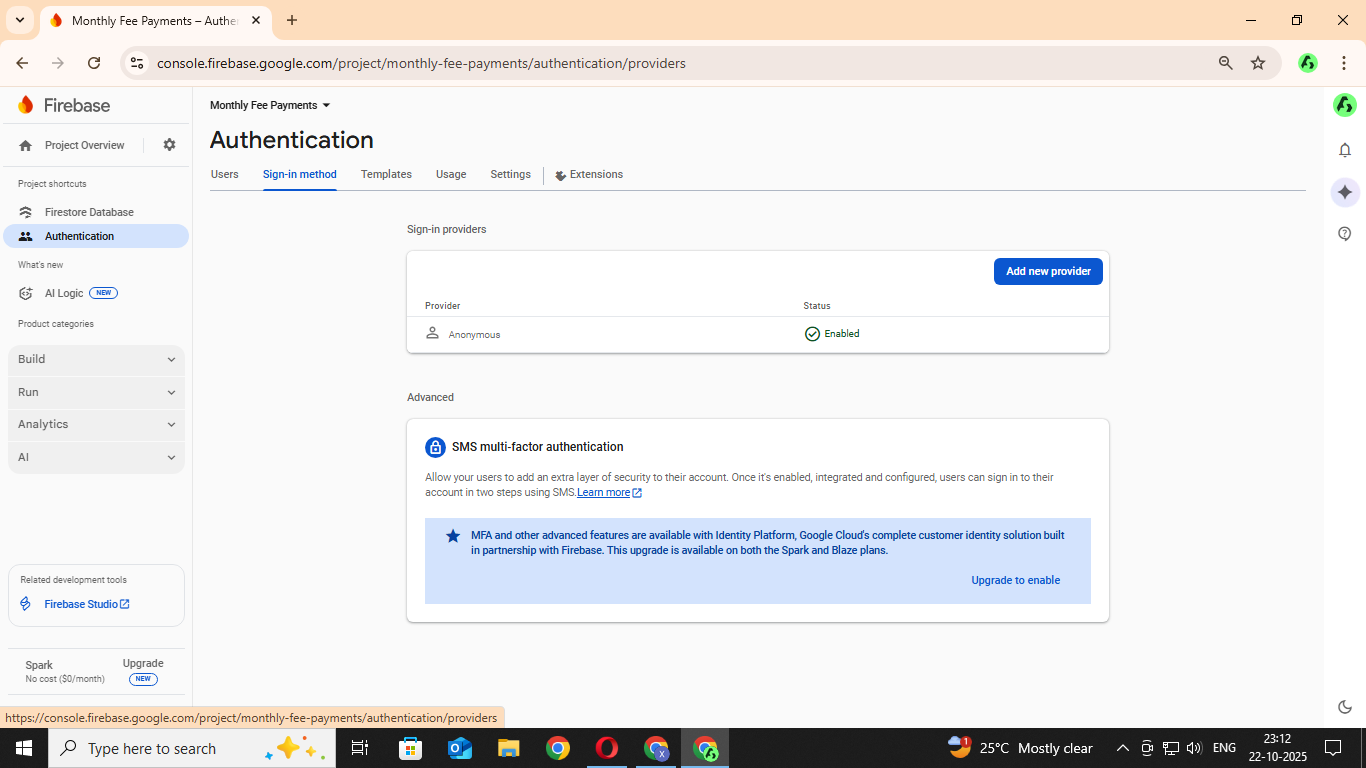 Monthly Fee Payments – Authe
console.firebase.google.com/project/monthly-fee-payments/authentication/providers
Firebase
Project Overview
Project shortcuts
Firestore Database
Authentication
What's new
AI Logic NEW
Product categories
Build
Run
Analytics
AI
Related development tools
Firebase Studio
Spark
No cost ($0/month)
Upgrade
NEW
Monthly Fee Payments
Authentication
Users Sign-in method Templates Usage Settings Extensions
Sign-in providers
Add new provider
Provider Status
Anonymous Enabled
Advanced
SMS multi-factor authentication
Allow your users to add an extra layer of security to their account. Once it's enabled, integrated and configured, users can sign in to their
account in two steps using SMS.Learn more
MFA and other advanced features are available with Identity Platform, Google Cloud's complete customer identity solution built
in partnership with Firebase. This upgrade is available on both the Spark and Blaze plans.
Upgrade to enable
https://console.firebase.google.com/project/monthly-fee-payments/authentication/providers
Type here to search
1
X
25°C Mostly clear
ENG
23:12
22-10-2025